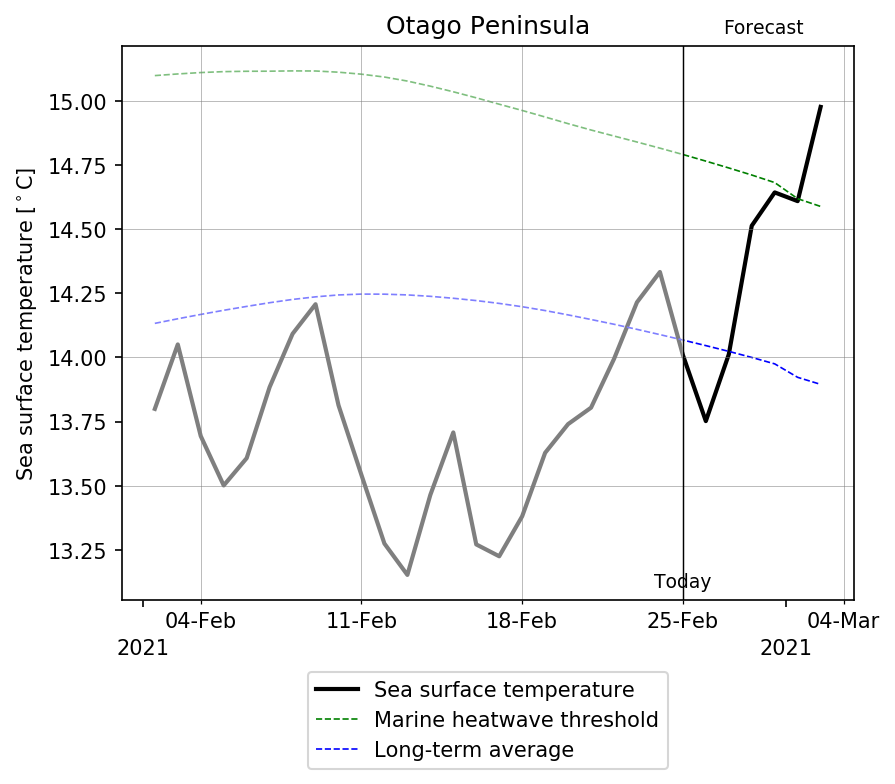 Otago Peninsula
Forecast
Sea surface temperature [°C]
15.00
14.75
14.50
14.25
14.00
13.75
13.50
13.25
Today
04-Feb 11-Feb 18-Feb 25-Feb 04-Mar
2021 2021
Sea surface temperature
Marine heatwave threshold
Long-term average